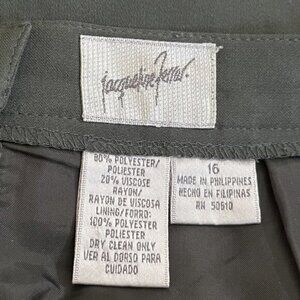 jacqueline Ferrar.
80% POLYESTER/
POLIESTER
20% VISCOSE
RAYON/
RAYON DE VISCOSA
LINING/FORRO:
100% POLYESTER
POLIESTER
DRY CLEAN ONLY
VER AL DORSO PARA
CUIDADO
16
MADE IN PHILIPPINES
HECHO EN FILIPINAS
RN 50610